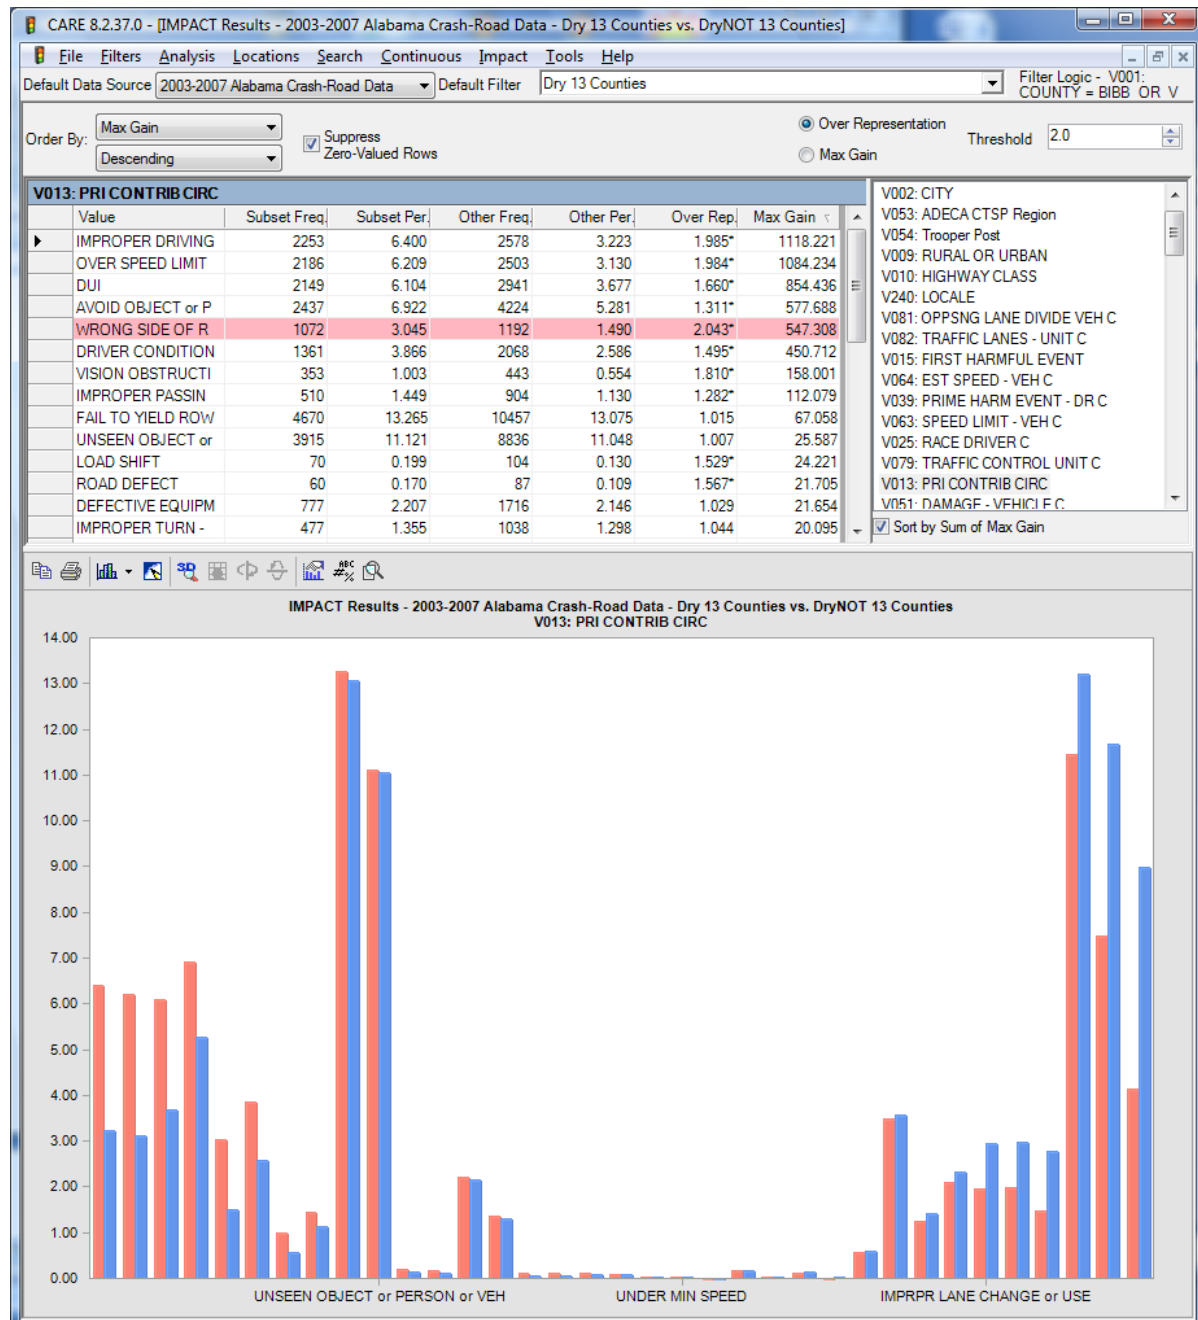 CARE 8.2.37.0 - [IMPACT Results - 2003-2007 Alabama Crash-Road Data - Dry 13 Counties vs. DryNOT 13 Counties]
File Filters Analysis Locations Search Continuous Impact Tools Help
Default Data Source 2003-2007 Alabama Crash-Road Data Default Filter Dry 13 Counties Filter Logic - V001:
COUNTY = BIBB OR V
Order By: Max Gain
Descending
Suppress
Zero-Valued Rows
Over Representation
Max Gain
Threshold 2.0
V013: PRI CONTRIB CIRC
Value Subset Freq. Subset Per. Other Freq. Other Per. Over Rep. Max Gain
IMPROPER DRIVING 2253 6.400 2578 3.223 1.985* 1118.221
OVER SPEED LIMIT 2186 6.209 2503 3.130 1.984* 1084.234
DUI 2149 6.104 2941 3.677 1.660* 854.436
AVOID OBJECT or P 2437 6.922 4224 5.281 1.311* 577.688
WRONG SIDE OF R 1072 3.045 1192 1.490 2.043* 547.308
DRIVER CONDITION 1361 3.866 2068 2.586 1.495* 450.712
VISION OBSTRUCTI 353 1.003 443 0.554 1.810* 158.001
IMPROPER PASSIN 510 1.449 904 1.130 1.282* 112.079
FAIL TO YIELD ROW 4670 13.265 10457 13.075 1.015 67.058
UNSEEN OBJECT or 3915 11.121 8836 11.048 1.007 25.587
LOAD SHIFT 70 0.199 104 0.130 1.529* 24.221
ROAD DEFECT 60 0.170 87 0.109 1.567* 21.705
DEFECTIVE EQUIPM 777 2.207 1716 2.146 1.029 21.654
IMPROPER TURN - 477 1.355 1038 1.298 1.044 20.095
V002: CITY
V053: ADECA CTSP Region
V054: Trooper Post
V009: RURAL OR URBAN
V010: HIGHWAY CLASS
V240: LOCALE
V081: OPPSNG LANE DIVIDE VEH C
V082: TRAFFIC LANES - UNIT C
V015: FIRST HARMFUL EVENT
V064: EST SPEED - VEH C
V039: PRIME HARM EVENT - DR C
V063: SPEED LIMIT - VEH C
V025: RACE DRIVER C
V079: TRAFFIC CONTROL UNIT C
V013: PRI CONTRIB CIRC
V051: DAMAGE - VEHICLE C
Sort by Sum of Max Gain
3D ABC #%
IMPACT Results - 2003-2007 Alabama Crash-Road Data - Dry 13 Counties vs. DryNOT 13 Counties
V013: PRI CONTRIB CIRC
14.00
13.00
12.00
11.00
10.00
9.00
8.00
7.00
6.00
5.00
4.00
3.00
2.00
1.00
0.00
UNSEEN OBJECT or PERSON or VEH UNDER MIN SPEED IMPRPR LANE CHANGE or USE